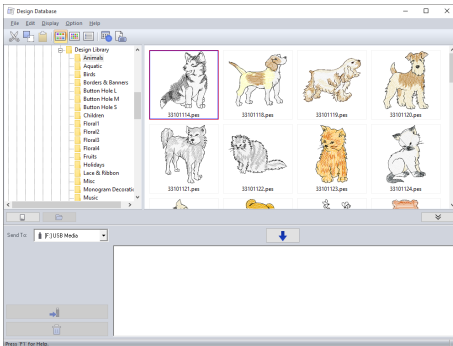 Design Database
File Edit Display Option Help
Design Library
Animals
Aquatic
Birds
Borders & Banners
Button Hole L
Button Hole M
Button Hole S
Children
Floral1
Floral2
Floral3
Floral4
Fruits
Holidays
Lace & Ribbon
Misc
Monogram Decorati
Music
33101114.pes
33101118.pes
33101119.pes
33101120.pes
33101121.pes
33101122.pes
33101123.pes
33101124.pes
Send To
[F:] USB Media
Press F1 for Help.